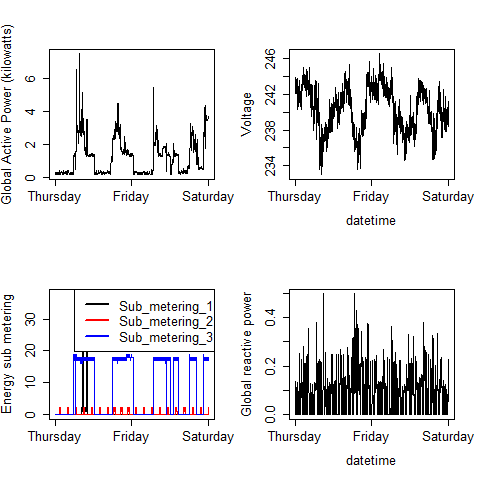 Global Active Power (kilowatts)
0 2 4 6
Thursday Friday Saturday
Voltage
234 238 242 246
Thursday Friday Saturday
datetime
Energy sub metering
0 10 20 30
Sub_metering_1
Sub_metering_2
Sub_metering_3
Thursday Friday Saturday
Global reactive power
0.0 0.2 0.4
Thursday Friday Saturday
datetime